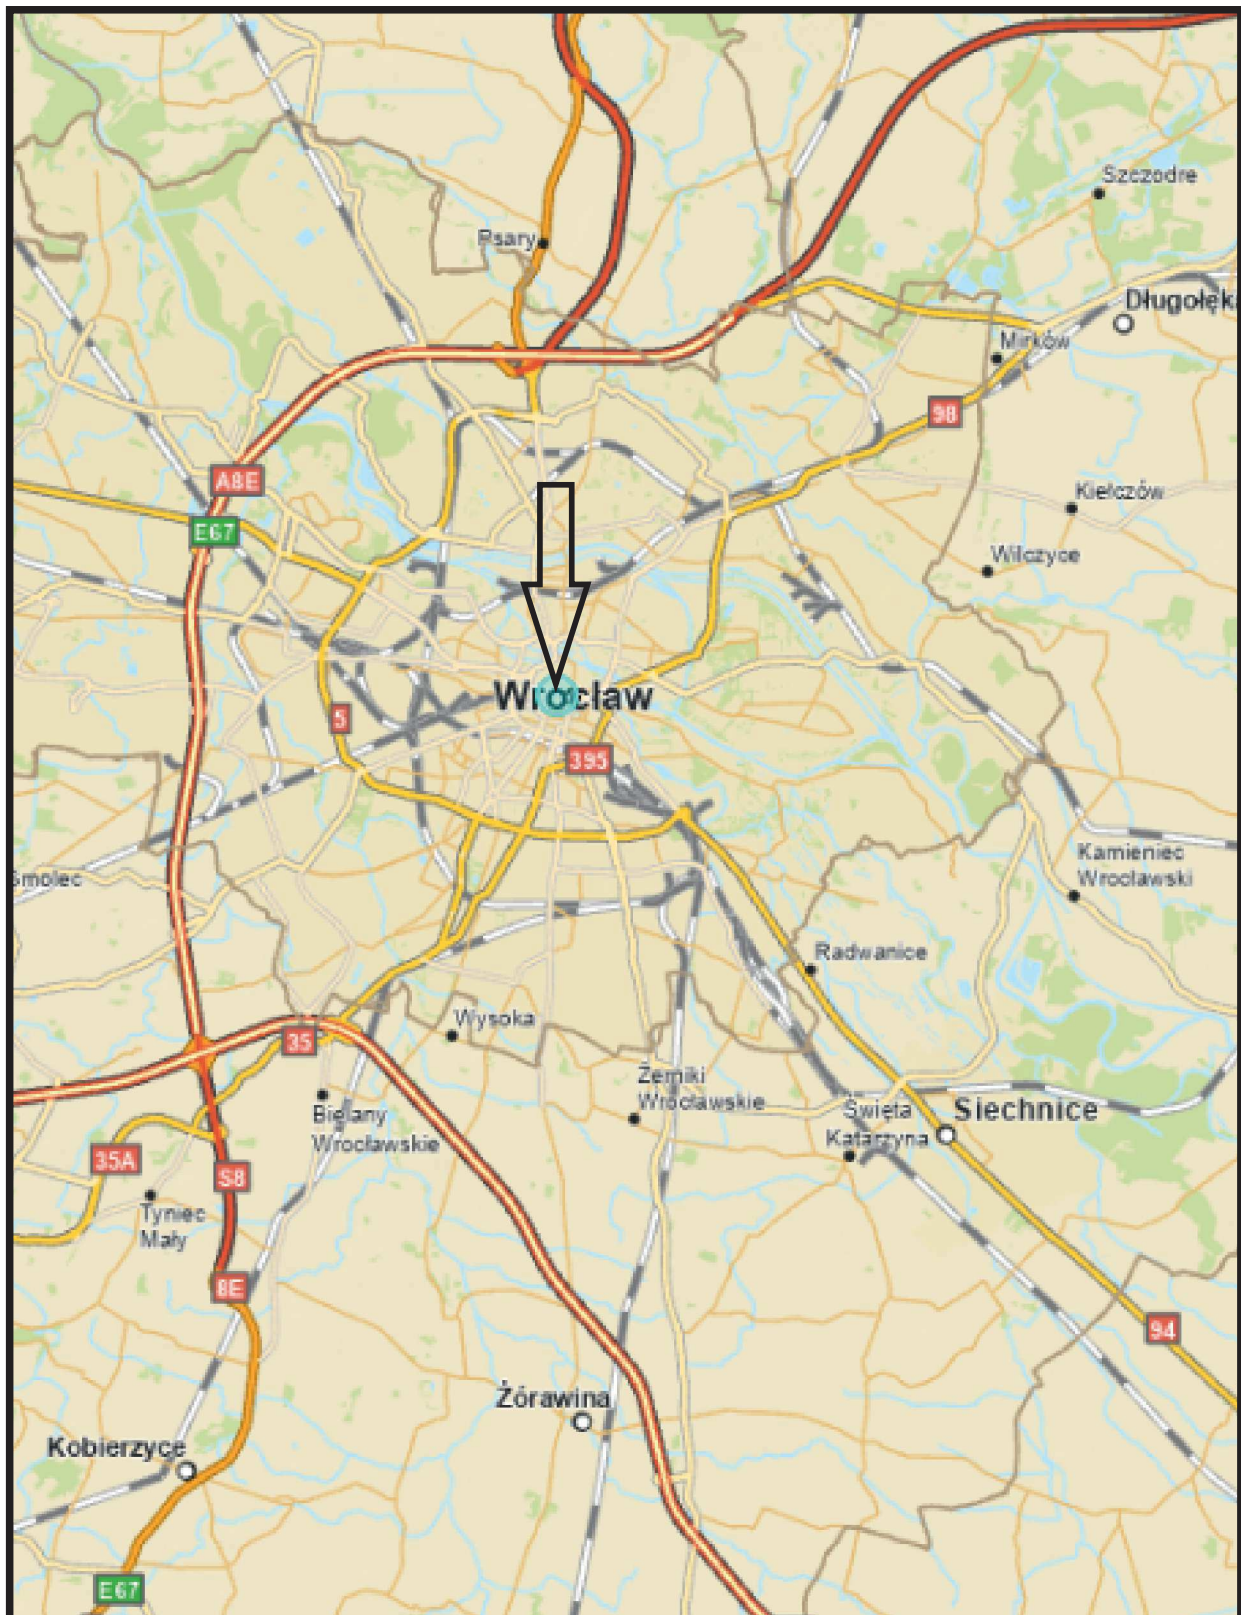 Szczodre
Psary
Długołęk
Mirków
98
A8E
Kiełczów
E67
Wilczyce
Wrocław
5
395
Smolec
Kamieniec
Wrocławski
Radwanice
Wysoka
35
Żerniki
Wrocławskie
Bielany
Wrocławskie
Święta
Katarzyna
Siechnice
35A
S8
Tyniec
Mały
8E
94
Żórawina
Kobierzyce
E67